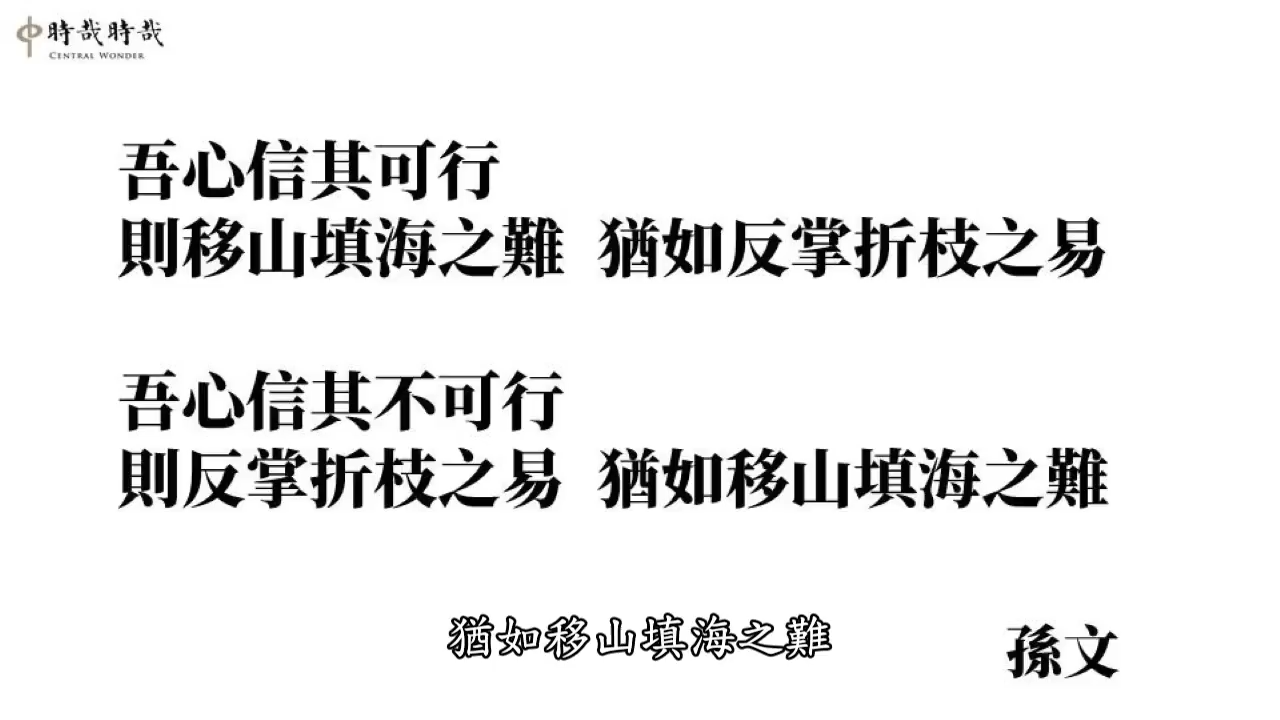 時哉時哉
CENTRAL WONDER
吾心信其可行
則移山填海之難 猶如反掌折枝之易
吾心信其不可行
則反掌折枝之易 猶如移山填海之難
猶如移山填海之難
孫文